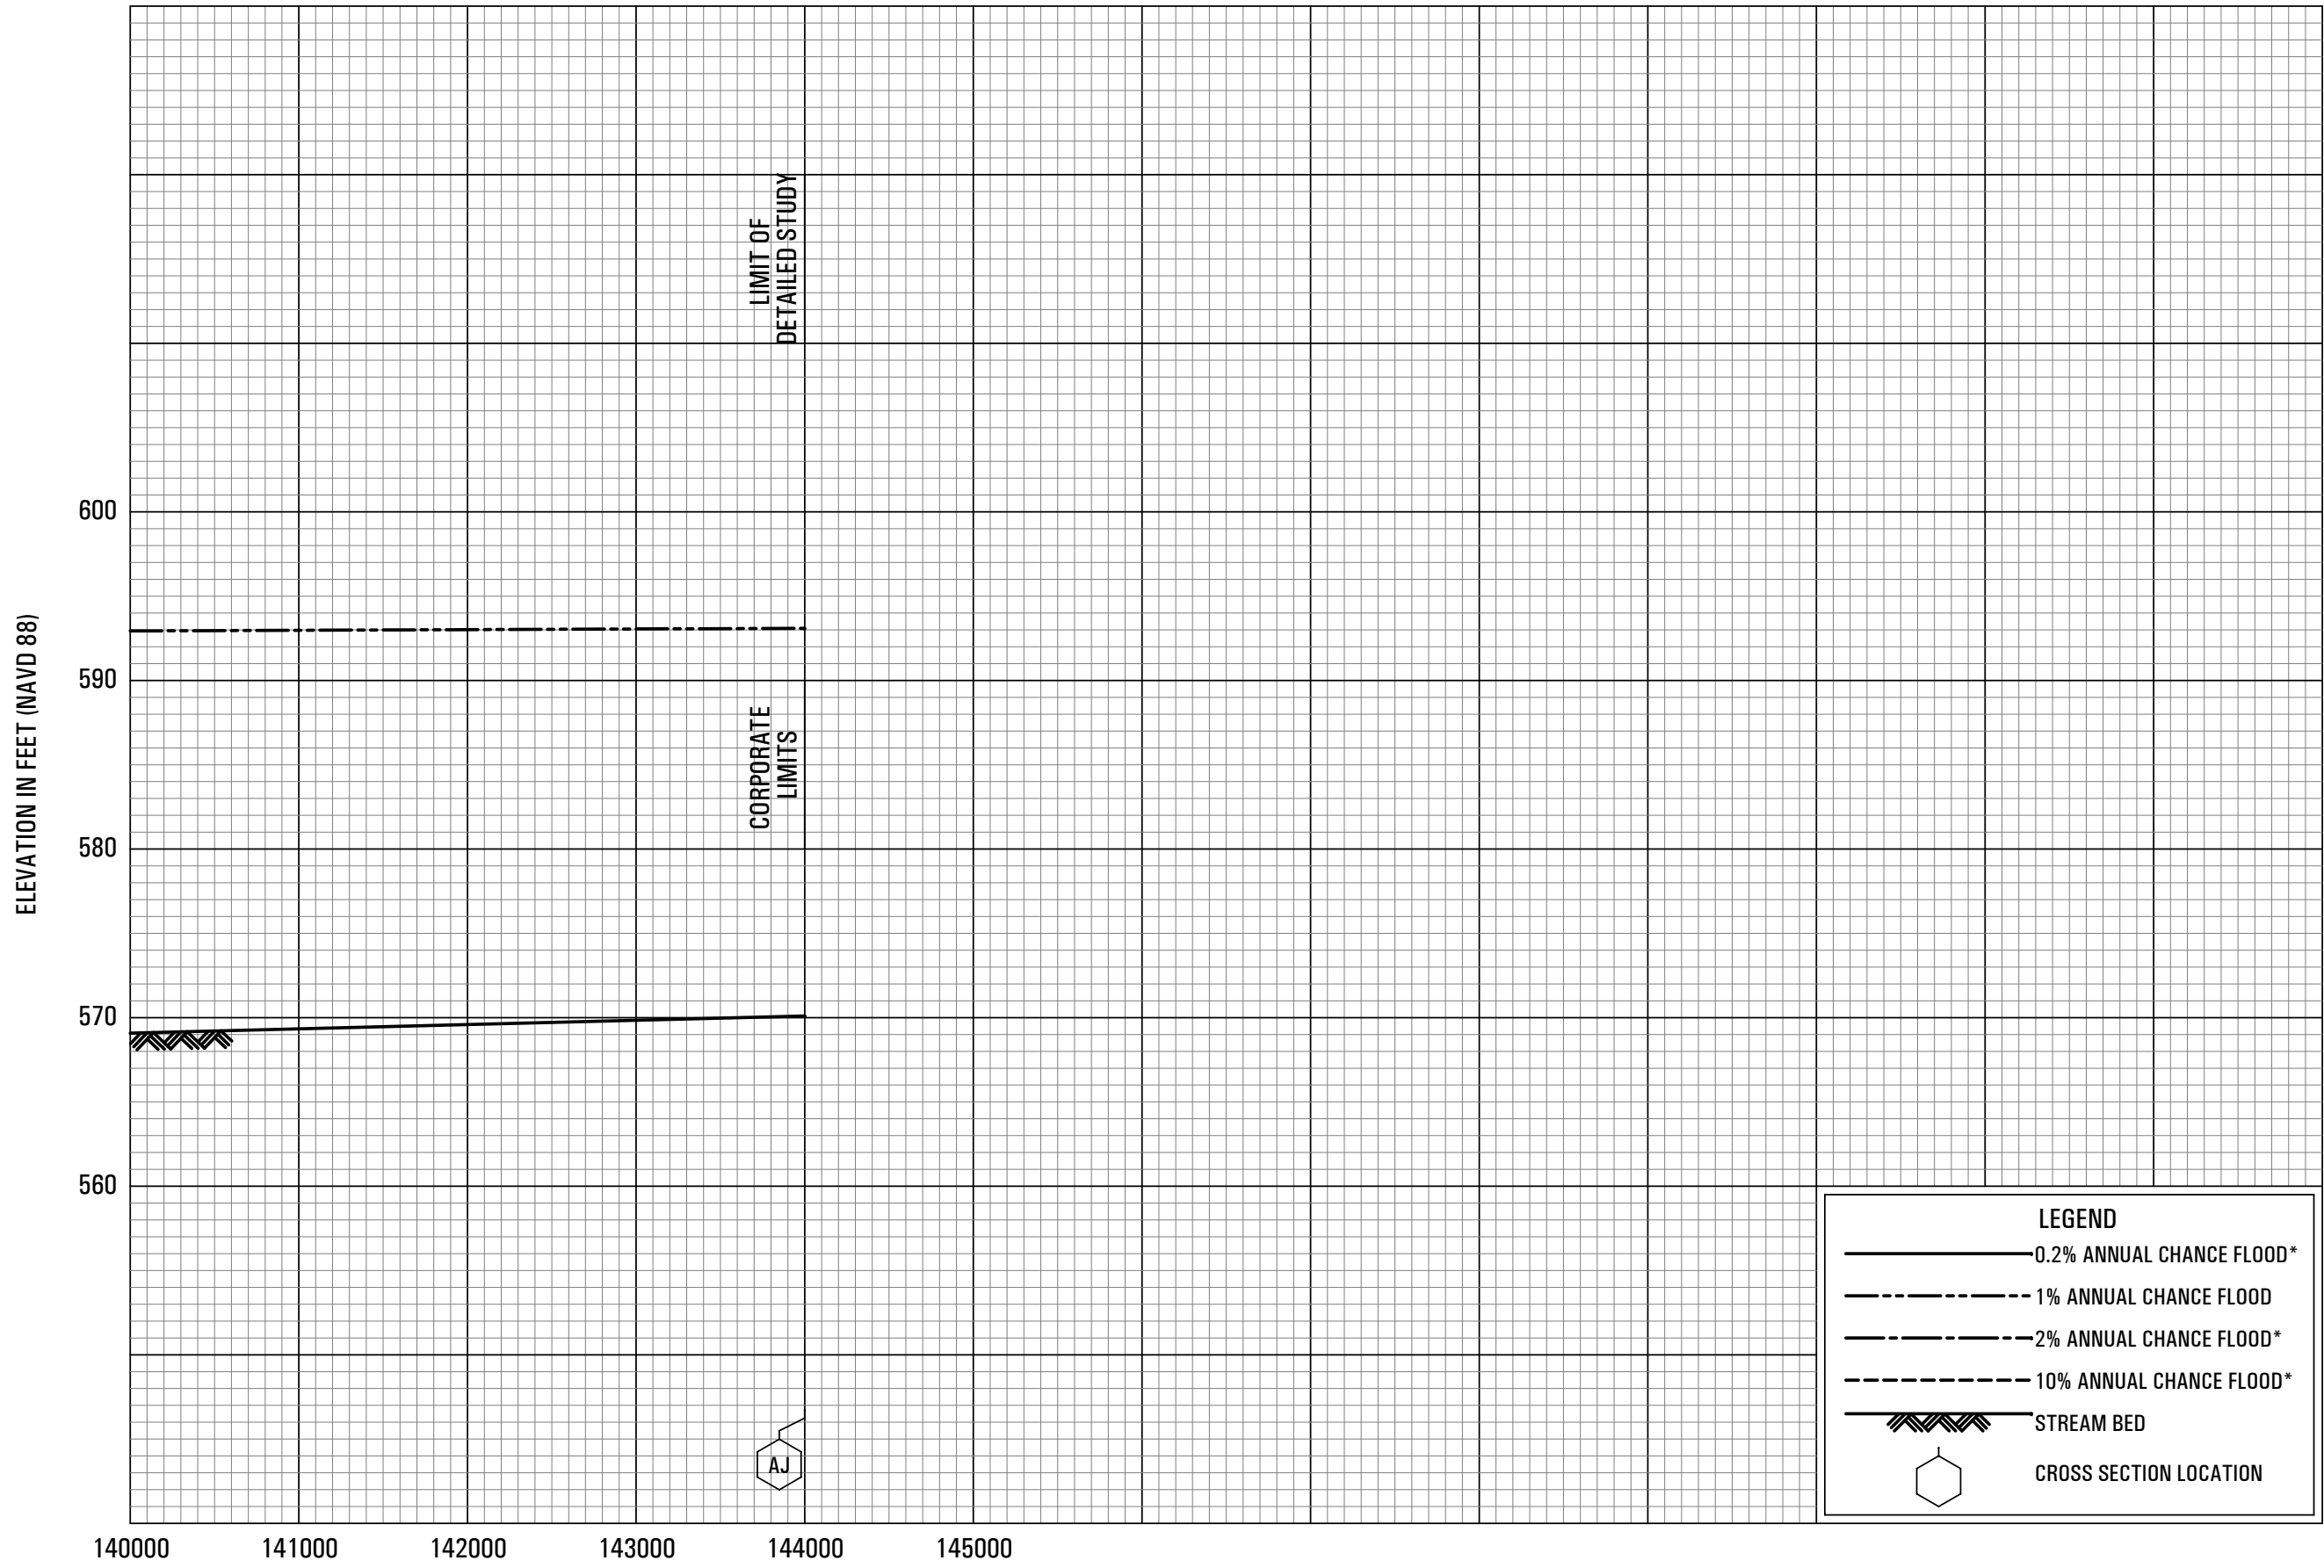 LIMIT OF
DETAILED STUDY
600
590
580
570
560
ELEVATION IN FEET (NAVD 88)
CORPORATE
LIMITS
AJ
LEGEND
0.2% ANNUAL CHANCE FLOOD*
1% ANNUAL CHANCE FLOOD
2% ANNUAL CHANCE FLOOD*
10% ANNUAL CHANCE FLOOD*
STREAM BED
CROSS SECTION LOCATION
140000
141000
142000
143000
144000
145000